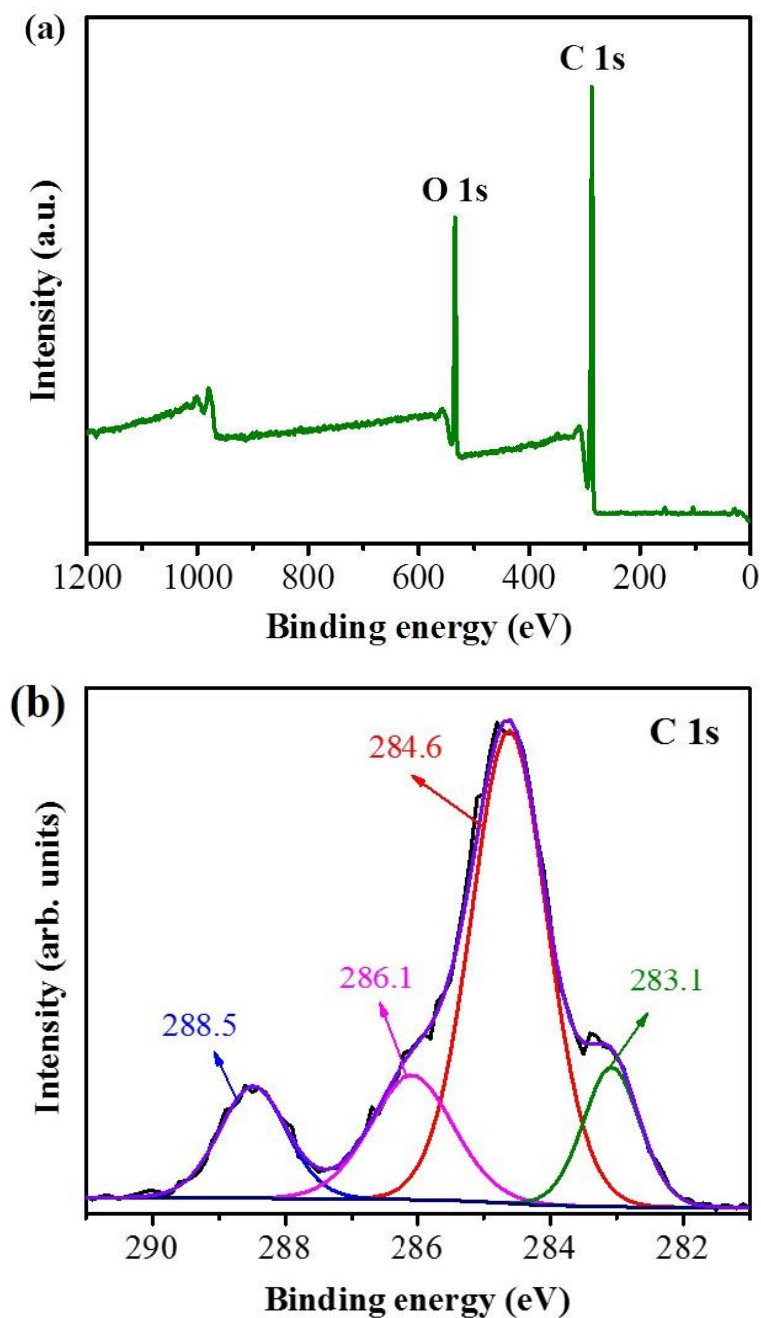 (a)
C 1s
O 1s
Intensity (a.u.)
1200 1000 800 600 400 200 0
Binding energy (eV)
(b)
C 1s
284.6
286.1
283.1
288.5
Intensity (arb. units)
290 288 286 284 282
Binding energy (eV)